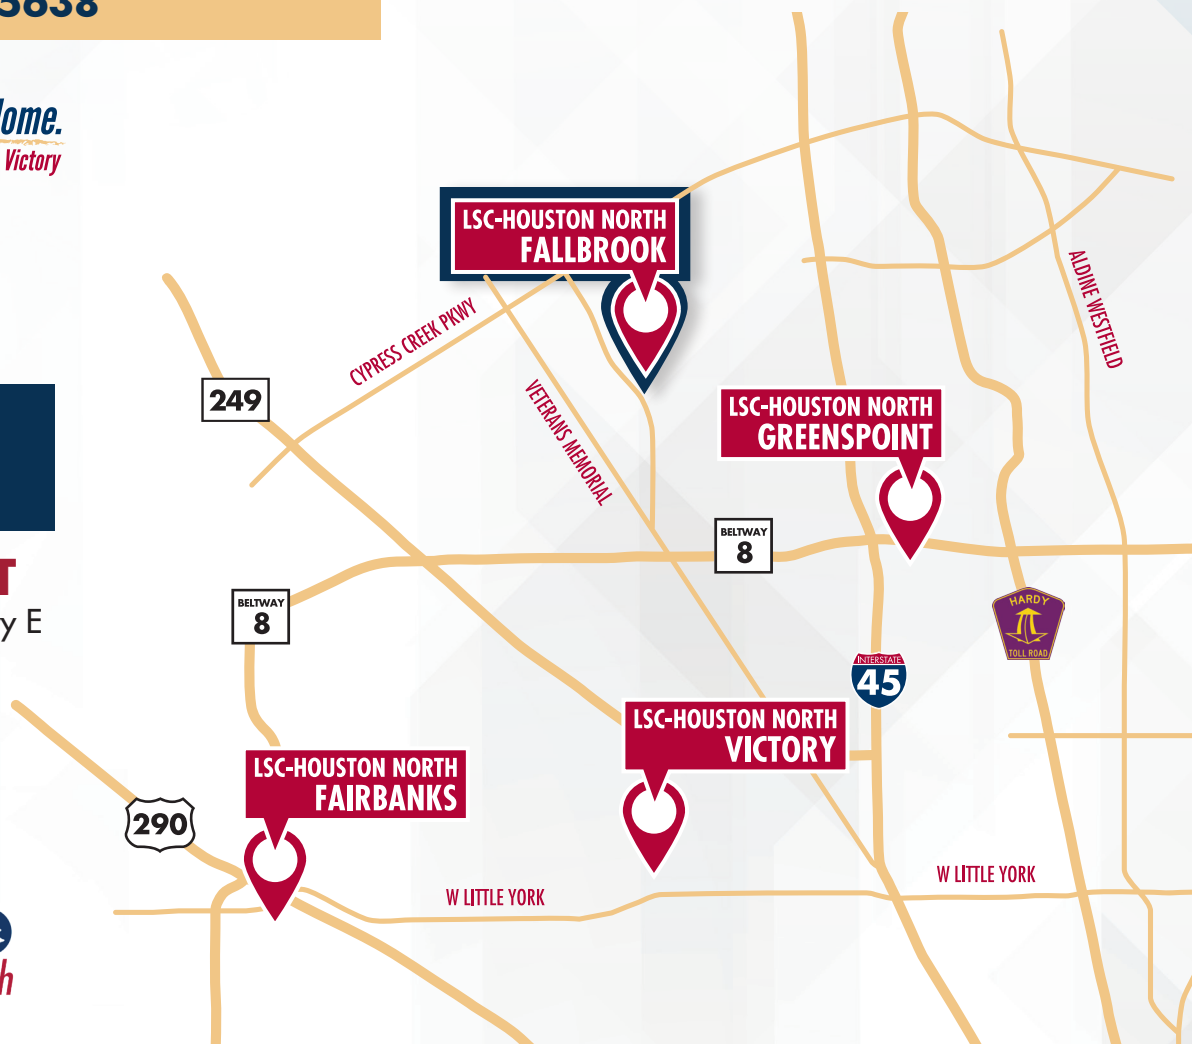 5638
Home.
Victory
LSC-HOUSTON NORTH
FALLBROOK
CYPRESS CREEK PKWY
ALDINE WESTFIELD
249
VETERANS MEMORIAL
LSC-HOUSTON NORTH
GREENSPOINT
BELTWAY
8
BELTWAY
8
HARDY
TOLL ROAD
T
y E
INTERSTATE
45
LSC-HOUSTON NORTH
VICTORY
LSC-HOUSTON NORTH
FAIRBANKS
290
W LITTLE YORK
W LITTLE YORK
h